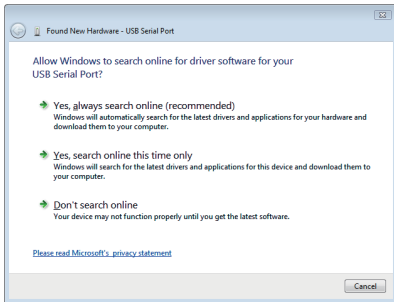 Found New Hardware - USB Serial Port
Allow Windows to search online for driver software for your
USB Serial Port?
Yes, always search online (recommended)
Windows will automatically search for the latest drivers and applications for your hardware and
download them to your computer.
Yes, search online this time only
Windows will search for the latest drivers and applications for this device and download them to
your computer.
Don't search online
Your device may not function properly until you get the latest software.
Please read Microsoft's privacy statement
Cancel